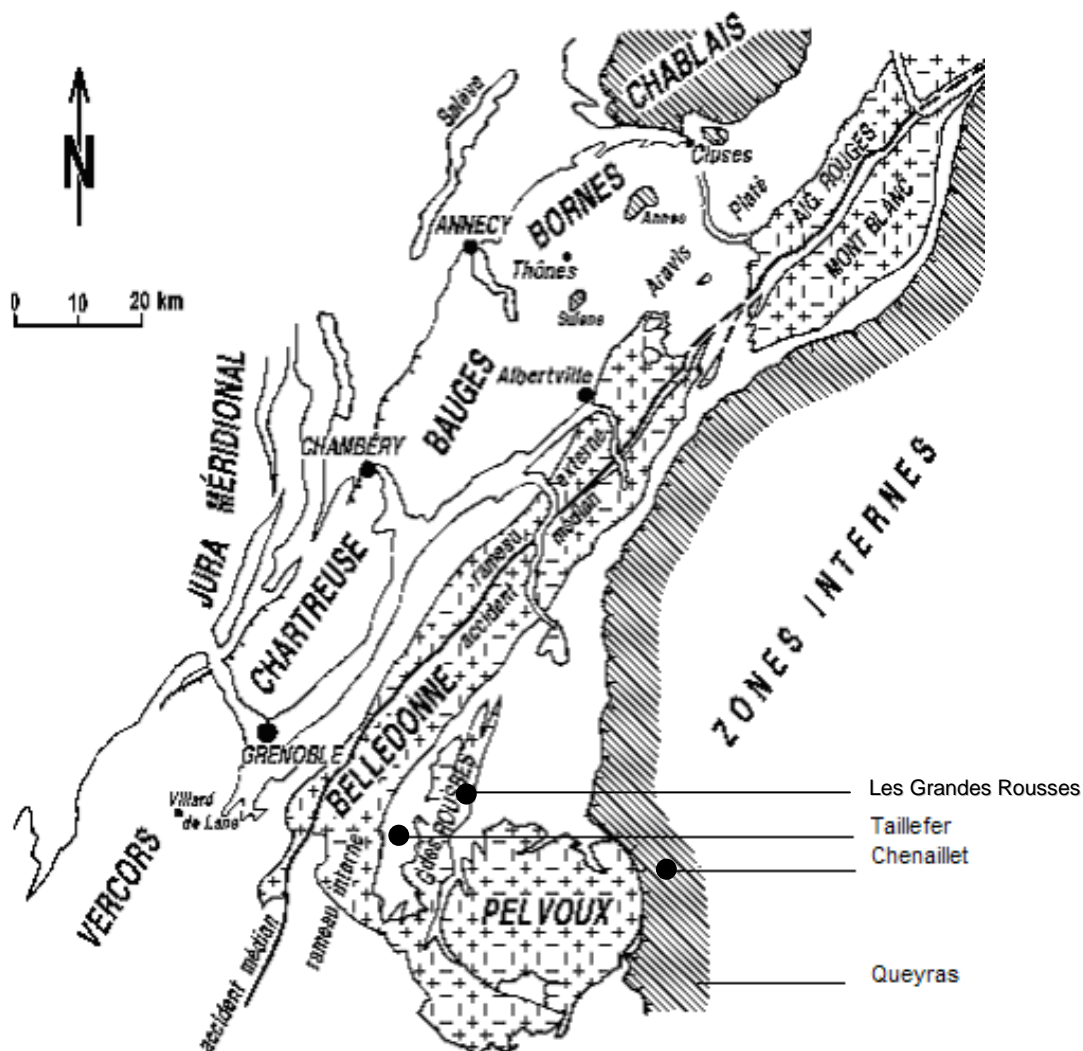 CHABLAIS
N
Salève
Cluses
AIG. ROUGES
MONT BLANC
Platé
BORNES
Annes
ANNECY
Thônes
Aravis
Sulens
0 10 20 km
JURA MÉRIDIONAL
BAUGES
Albertville
CHAMBÉRY
externe
médian
rameau
accident
CHARTREUSE
ZONES INTERNES
BELLEDONNE
GRENOBLE
Villard
de Lans
VERCORS
Gdes ROUSSES
Les Grandes Rousses
Taillefer
Chenaillet
rameau interne
PELVOUX
accident médian
Queyras